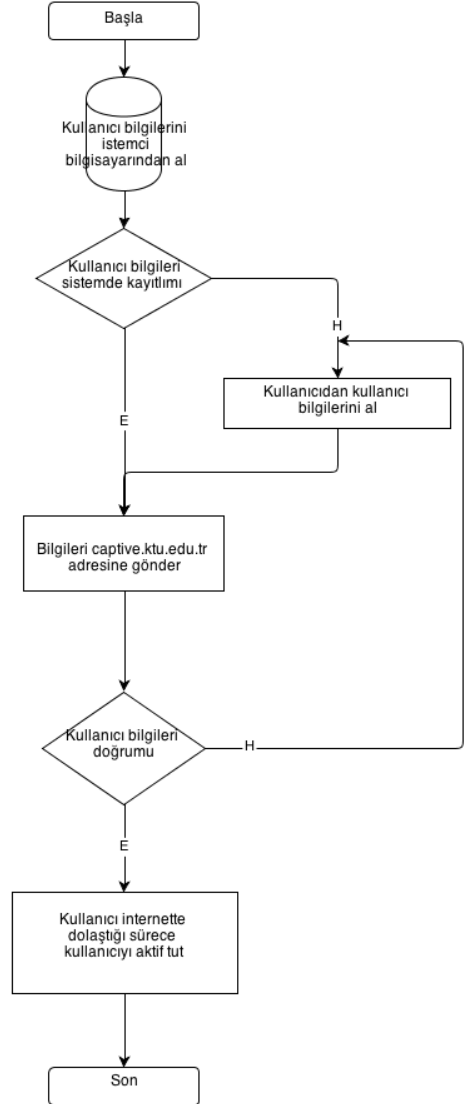 Başla
Kullanıcı bilgilerini
istemci
bilgisayarından al
Kullanıcı bilgileri
sistemde kayıtlımı
H
Kullanıcıdan kullanıcı
bilgilerini al
E
Bilgileri captive.ktu.edu.tr
adresine gönder
Kullanıcı bilgileri
doğrumu
H
E
Kullanıcı internette
dolaştığı sürece
kullanıcıyı aktif tut
Son